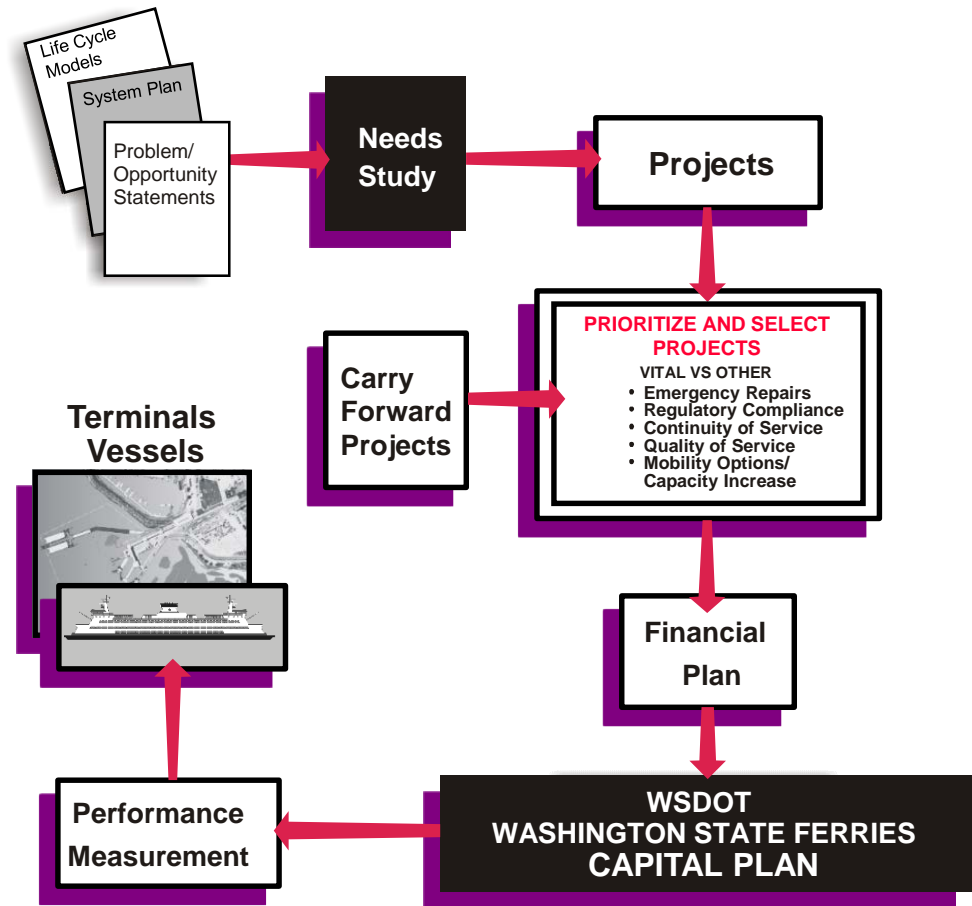 Life Cycle
Models
System Plan
Problem/
Opportunity
Statements
Needs
Study
Projects
PRIORITIZE AND SELECT
PROJECTS
VITAL VS OTHER
• Emergency Repairs
• Regulatory Compliance
• Continuity of Service
• Quality of Service
• Mobility Options/
Capacity Increase
Carry
Forward
Projects
Terminals
Vessels
Financial
Plan
WSDOT
WASHINGTON STATE FERRIES
CAPITAL PLAN
Performance
Measurement